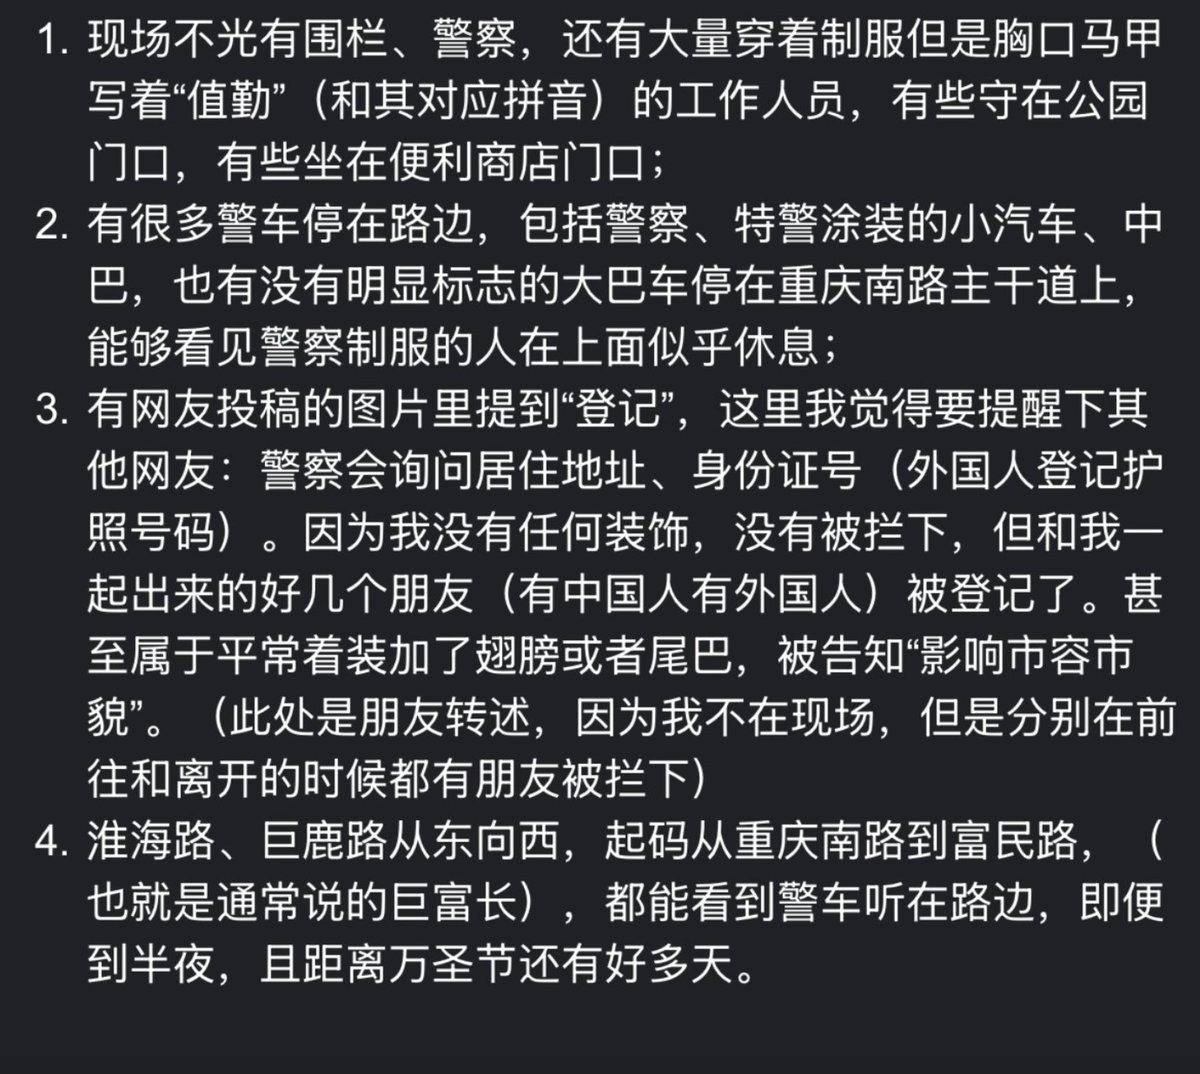 1. 现场不光有围栏、警察，还有大量穿着制服但是胸口马甲
写着“值勤”（和其对应拼音）的工作人员，有些守在公园
门口，有些坐在便利商店门口；
2. 有很多警车停在路边，包括警察、特警涂装的小汽车、中
巴，也有没有明显标志的大巴车停在重庆南路主干道上，
能够看见警察制服的人在上面似乎休息；
3. 有网友投稿的图片里提到“登记”，这里我觉得要提醒下其
他网友：警察会询问居住地址、身份证号（外国人登记护
照号码）。因为我没有任何装饰，没有被拦下，但和我一
起出来的好几个朋友（有中国人有外国人）被登记了。甚
至属于平常着装加了翅膀或者尾巴，被告知“影响市容市
貌”。（此处是朋友转述，因为我不在现场，但是分别在前
往和离开的时候都有朋友被拦下）
4. 淮海路、巨鹿路从东向西，起码从重庆南路到富民路，（
也就是通常说的巨富长），都能看到警车听在路边，即便
到半夜，且距离万圣节还有好多天。